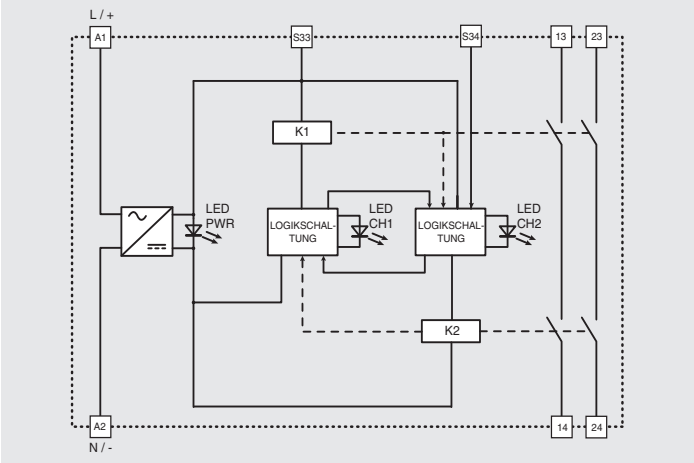 L / +
A1
S33
S34
13
23
K1
LED
PWR
LOGIKSCHAL-
TUNG
LED
CH1
LOGIKSCHAL-
TUNG
LED
CH2
K2
A2
N / -
14
24